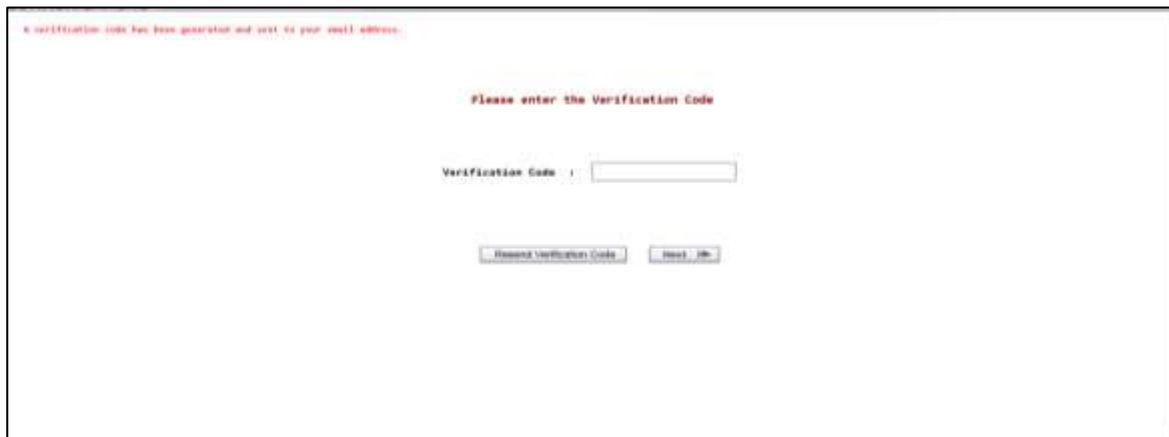 A verification code has been generated and sent to your email address.
Please enter the Verification Code
Verification Code :
Resend Verification Code
Next